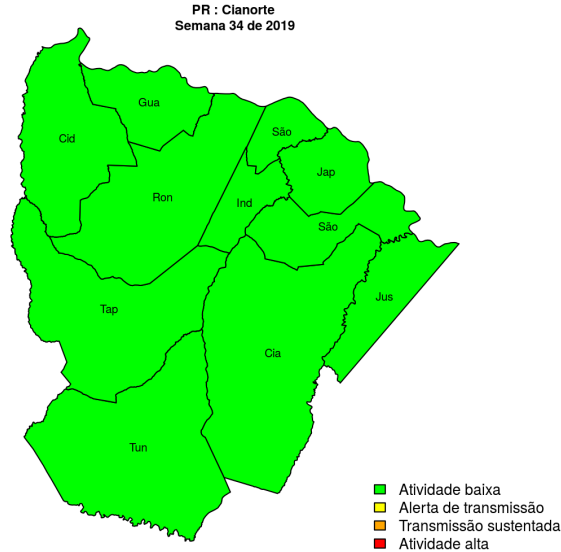 PR : Cianorte
Semana 34 de 2019
Gua
Cid
São
Jap
Ron
Ind
São
Jus
Tap
Cia
Tun
Atividade baixa
Alerta de transmissão
Transmissão sustentada
Atividade alta